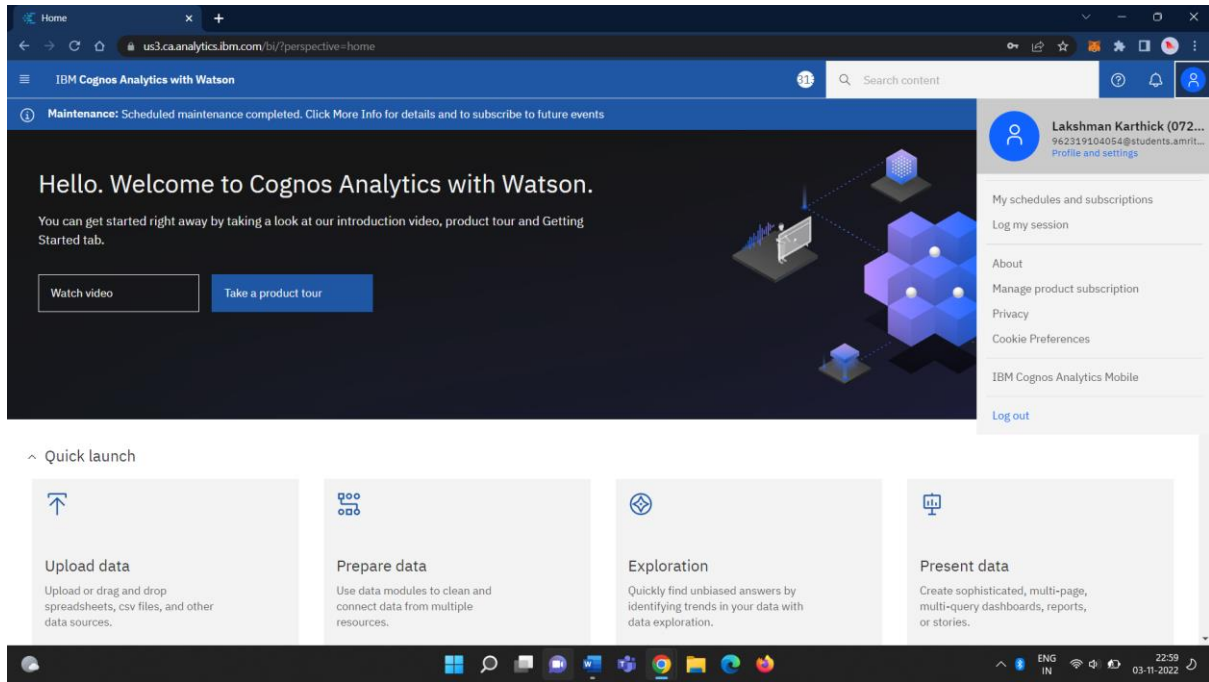 Home
us3.ca.analytics.ibm.com/bi/?perspective=home
IBM Cognos Analytics with Watson
Search content
Maintenance: Scheduled maintenance completed. Click More Info for details and to subscribe to future events
Lakshman Karthick (072...
962319104054@students.amrit...
Profile and settings
My schedules and subscriptions
Log my session
About
Manage product subscription
Privacy
Cookie Preferences
IBM Cognos Analytics Mobile
Log out
Hello. Welcome to Cognos Analytics with Watson.
You can get started right away by taking a look at our introduction video, product tour and Getting
Started tab.
Watch video
Take a product tour
Quick launch
Upload data
Upload or drag and drop
spreadsheets, csv files, and other
data sources.
Prepare data
Use data modules to clean and
connect data from multiple
resources.
Exploration
Quickly find unbiased answers by
identifying trends in your data with
data exploration.
Present data
Create sophisticated, multi-page,
multi-query dashboards, reports,
or stories.
ENG
IN
22:59
03-11-2022